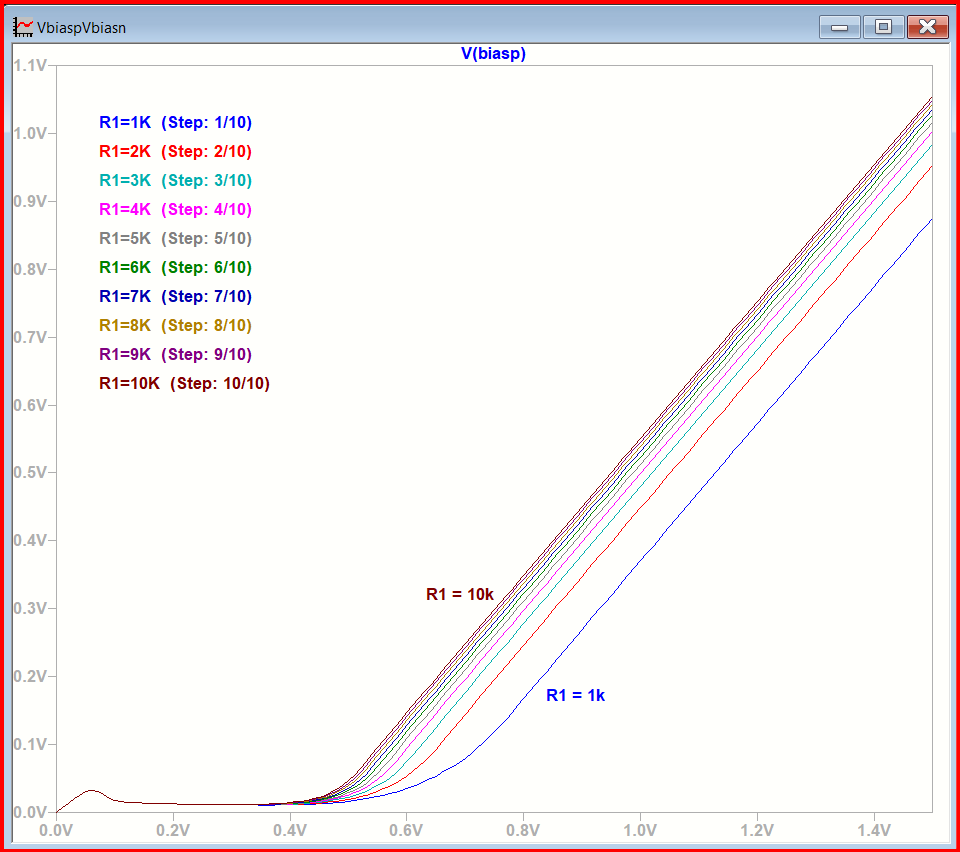 VbiaspVbiasn
V(biasp)
1.1V
1.0V
0.9V
0.8V
0.7V
0.6V
0.5V
0.4V
0.3V
0.2V
0.1V
0.0V
R1=1K (Step: 1/10)
R1=2K (Step: 2/10)
R1=3K (Step: 3/10)
R1=4K (Step: 4/10)
R1=5K (Step: 5/10)
R1=6K (Step: 6/10)
R1=7K (Step: 7/10)
R1=8K (Step: 8/10)
R1=9K (Step: 9/10)
R1=10K (Step: 10/10)
R1 = 10k
R1 = 1k
0.0V 0.2V 0.4V 0.6V 0.8V 1.0V 1.2V 1.4V